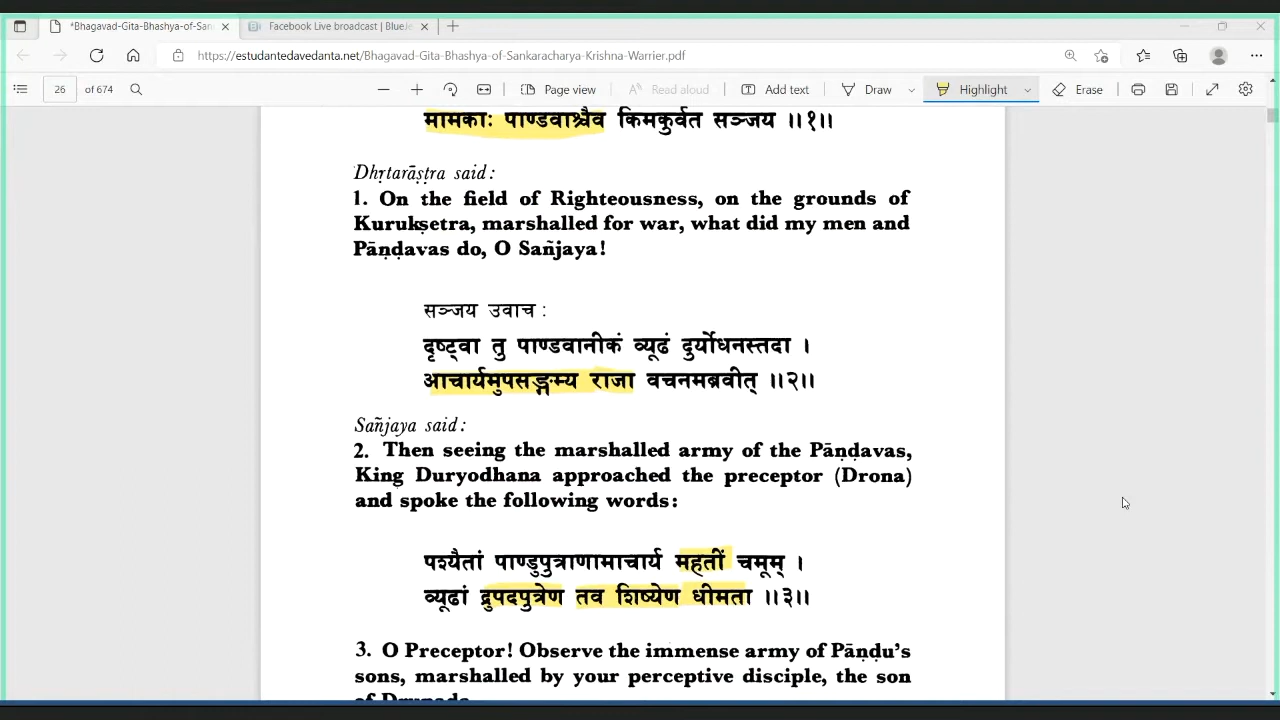 *Bhagavad-Gita-Bhashya-of-San
Facebook Live broadcast | BlueJe
https://estudantedavedanta.net/Bhagavad-Gita-Bhashya-of-Sankaracharya-Krishna-Warrier.pdf
26 of 674 Page view Read aloud Add text Draw Highlight Erase
मामकाः पाण्डवाश्चैव किमकुर्वत सञ्जय ॥१॥
Dhṛtarāṣṭra said:
1. On the field of Righteousness, on the grounds of
Kurukṣetra, marshalled for war, what did my men and
Pāṇḍavas do, O Sañjaya!
सञ्जय उवाच :
दृष्ट्वा तु पाण्डवानीकं व्यूढं दुर्योधनस्तदा ।
आचार्यमुपसङ्गम्य राजा वचनमब्रवीत् ॥२॥
Sañjaya said:
2. Then seeing the marshalled army of the Pāṇḍavas,
King Duryodhana approached the preceptor (Drona)
and spoke the following words:
पश्यैतां पाण्डुपुत्राणामाचार्य महतीं चमूम् ।
व्यूढां द्रुपदपुत्रेण तव शिष्येण धीमता ॥३॥
3. O Preceptor! Observe the immense army of Pāṇḍu's
sons, marshalled by your perceptive disciple, the son
of Drupada